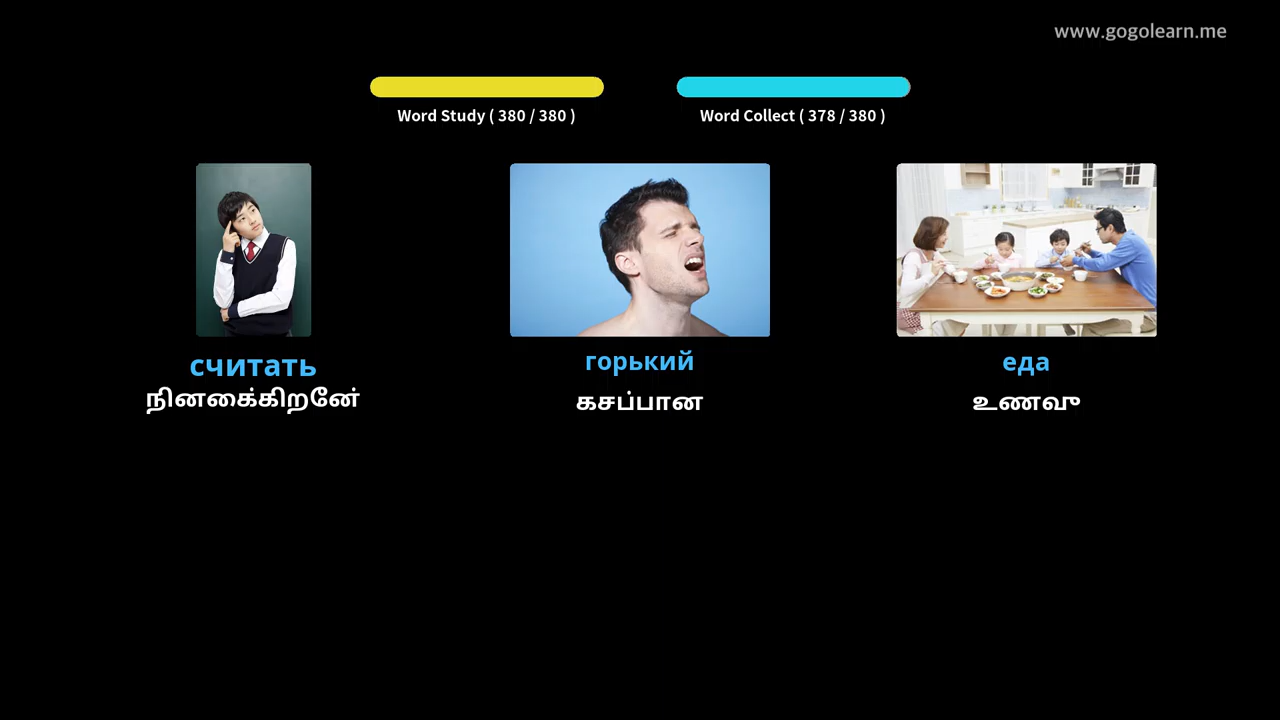 www.gogolearn.me
Word Study ( 380 / 380 )
Word Collect ( 378 / 380 )
считать
நினைக்கிறேன்
горький
கசப்பான
еда
உணவு